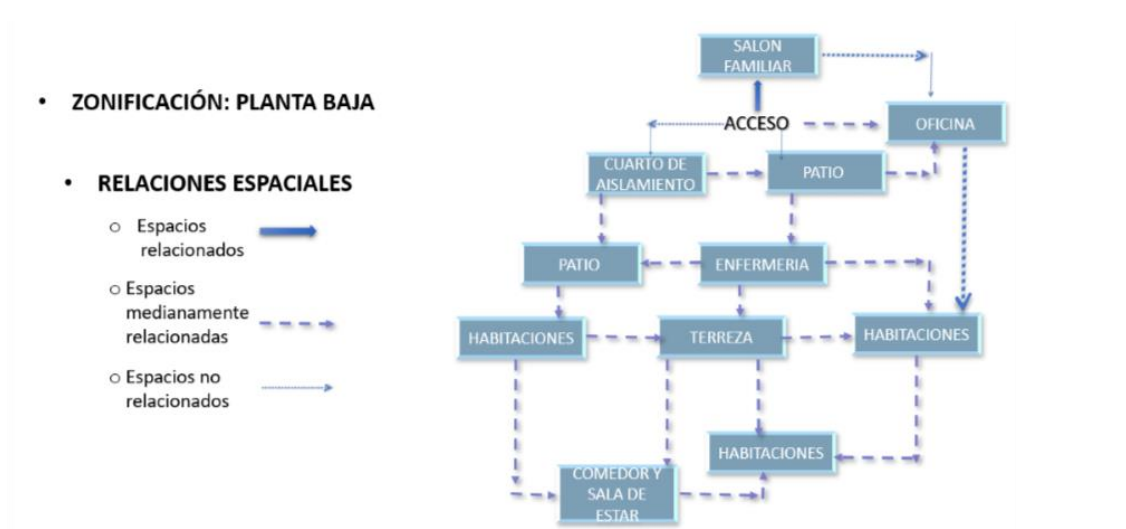 • ZONIFICACIÓN: PLANTA BAJA
• RELACIONES ESPACIALES
o Espacios
relacionados
o Espacios
medianamente
relacionadas
o Espacios no
relacionados
SALON
FAMILIAR
ACCESO
OFICINA
CUARTO DE
AISLAMIENTO
PATIO
PATIO
ENFERMERIA
HABITACIONES
TERREZA
HABITACIONES
HABITACIONES
COMEDOR Y
SALA DE
ESTAR